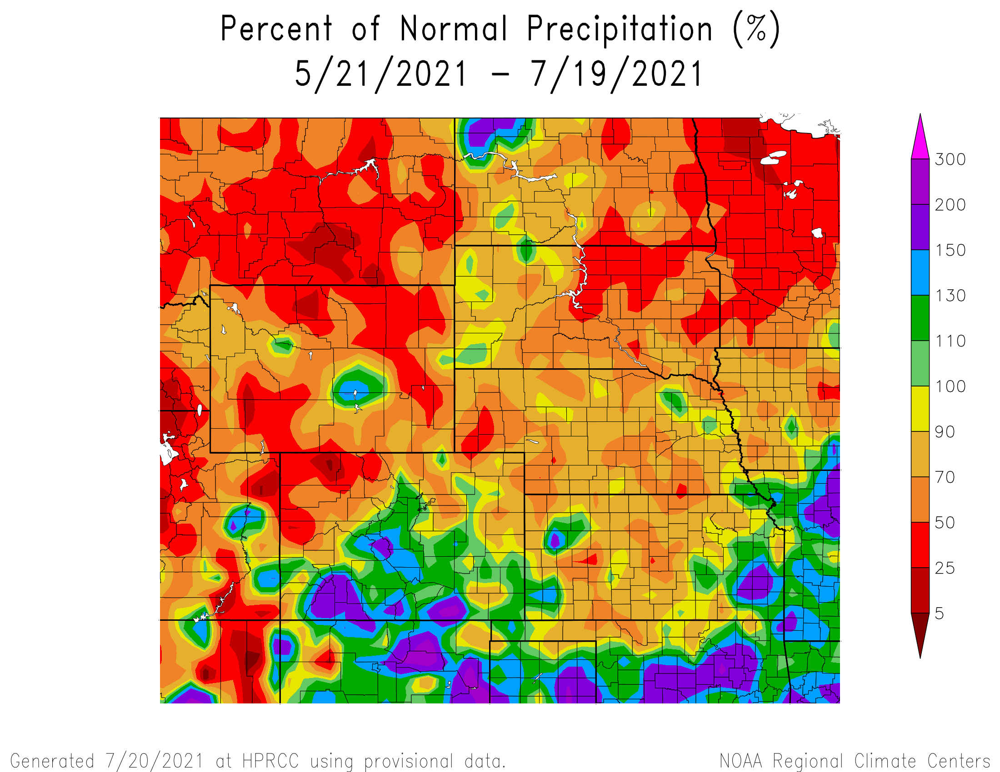 Percent of Normal Precipitation (%)
5/21/2021 – 7/19/2021
300
200
150
130
110
100
90
70
50
25
5
Generated 7/20/2021 at HPRCC using provisional data.
NOAA Regional Climate Centers